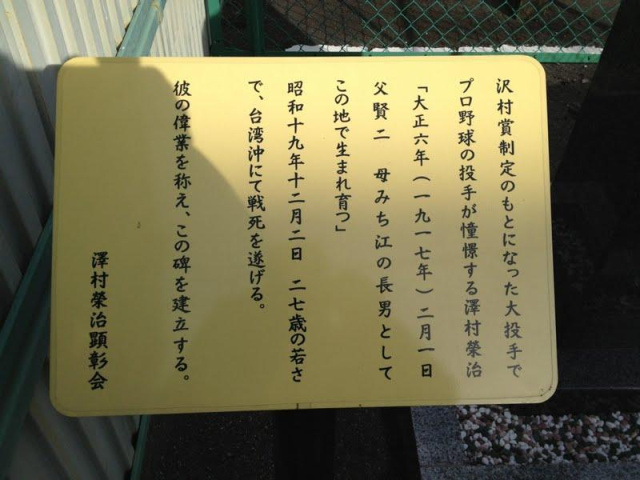 沢村賞制定のもとになった大投手で
プロ野球の投手が憧憬する澤村榮治
「大正六年（一九一七年）二月一日
父賢二　母みち江の長男として
この地で生まれ育つ」
昭和十九年十二月二日　二七歳の若さ
で、台湾沖にて戦死を遂げる。
彼の偉業を称え、この碑を建立する。
澤村榮治顕彰会